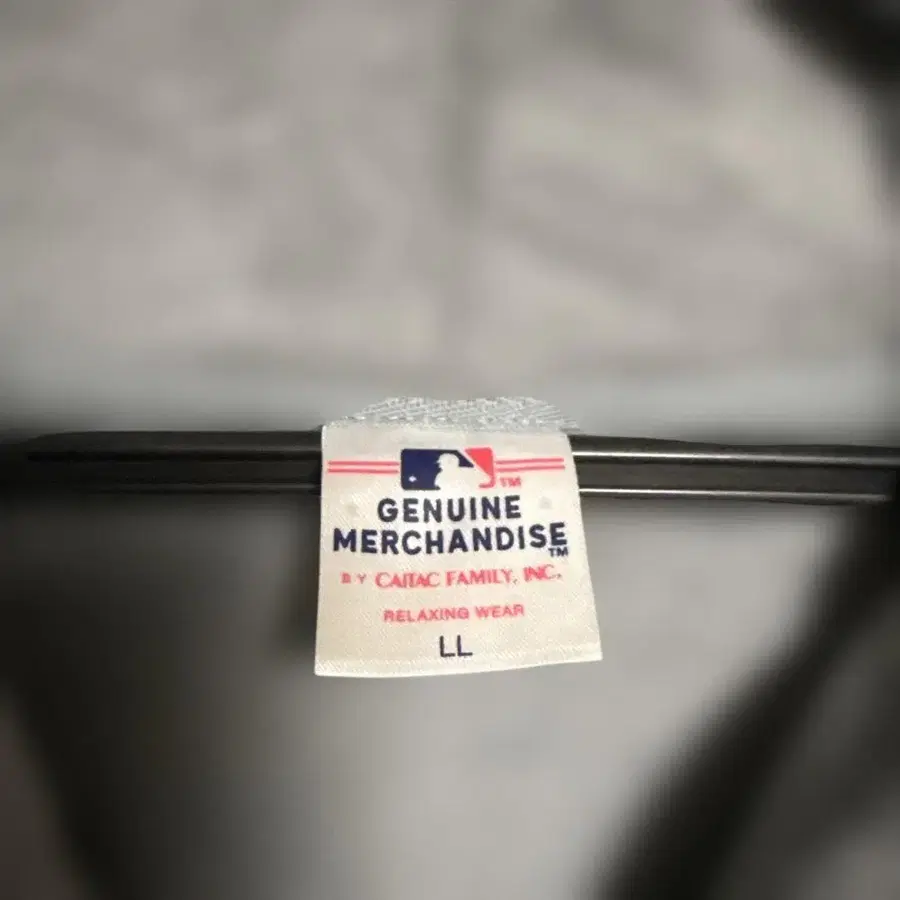 TM
GENUINE
MERCHANDISE
TM
BY CAITAC FAMILY, INC.
RELAXING WEAR
LL